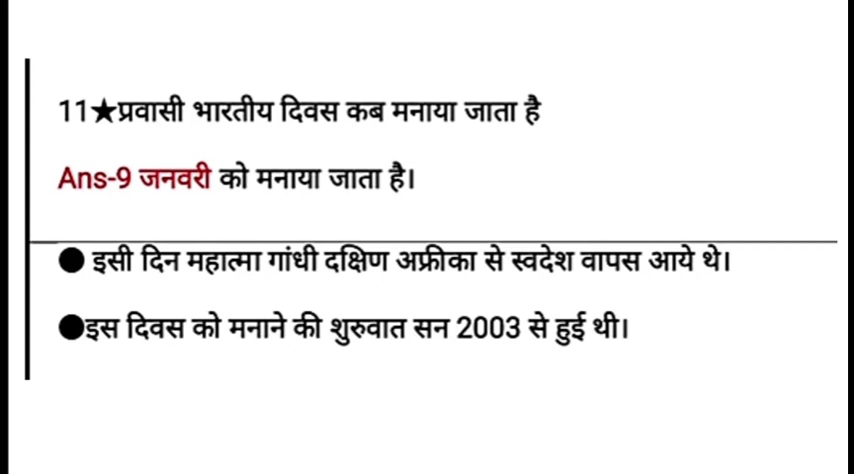 11★प्रवासी भारतीय दिवस कब मनाया जाता है
Ans-9 जनवरी को मनाया जाता है।
● इसी दिन महात्मा गांधी दक्षिण अफ्रीका से स्वदेश वापस आये थे।
●इस दिवस को मनाने की शुरुवात सन 2003 से हुई थी।